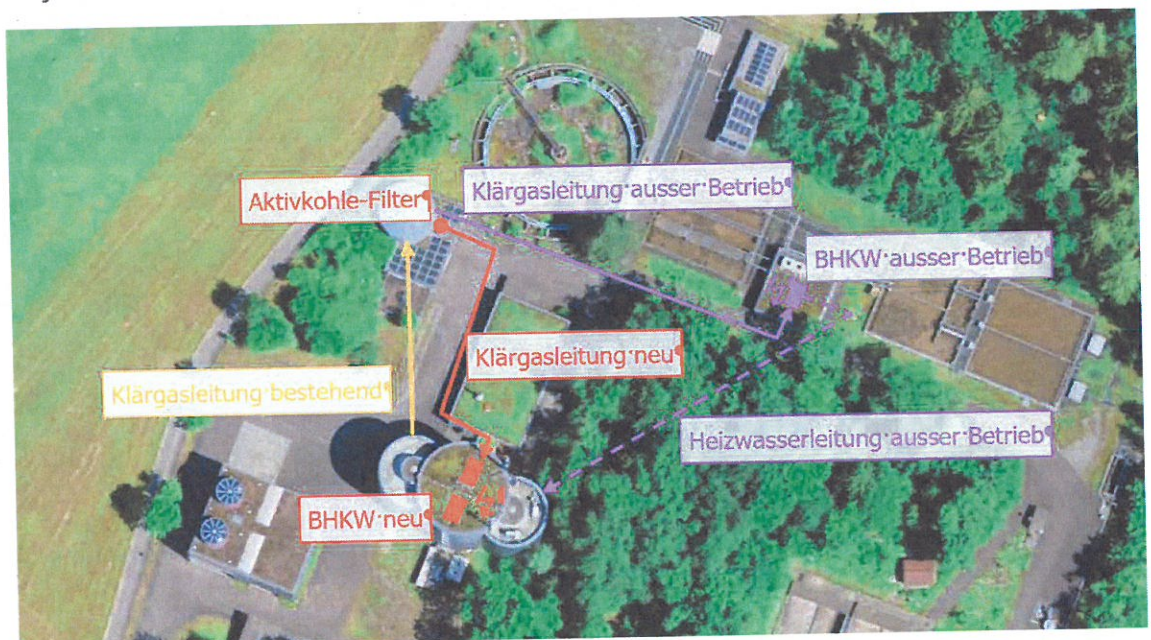 Klärgasleitung·ausser·Betrieb
Aktivkohle-Filter
BHKW·ausser·Betrieb
Klärgasleitung·neu
Klärgasleitung·bestehend
Heizwasserleitung·ausser·Betrieb
BHKW·neu